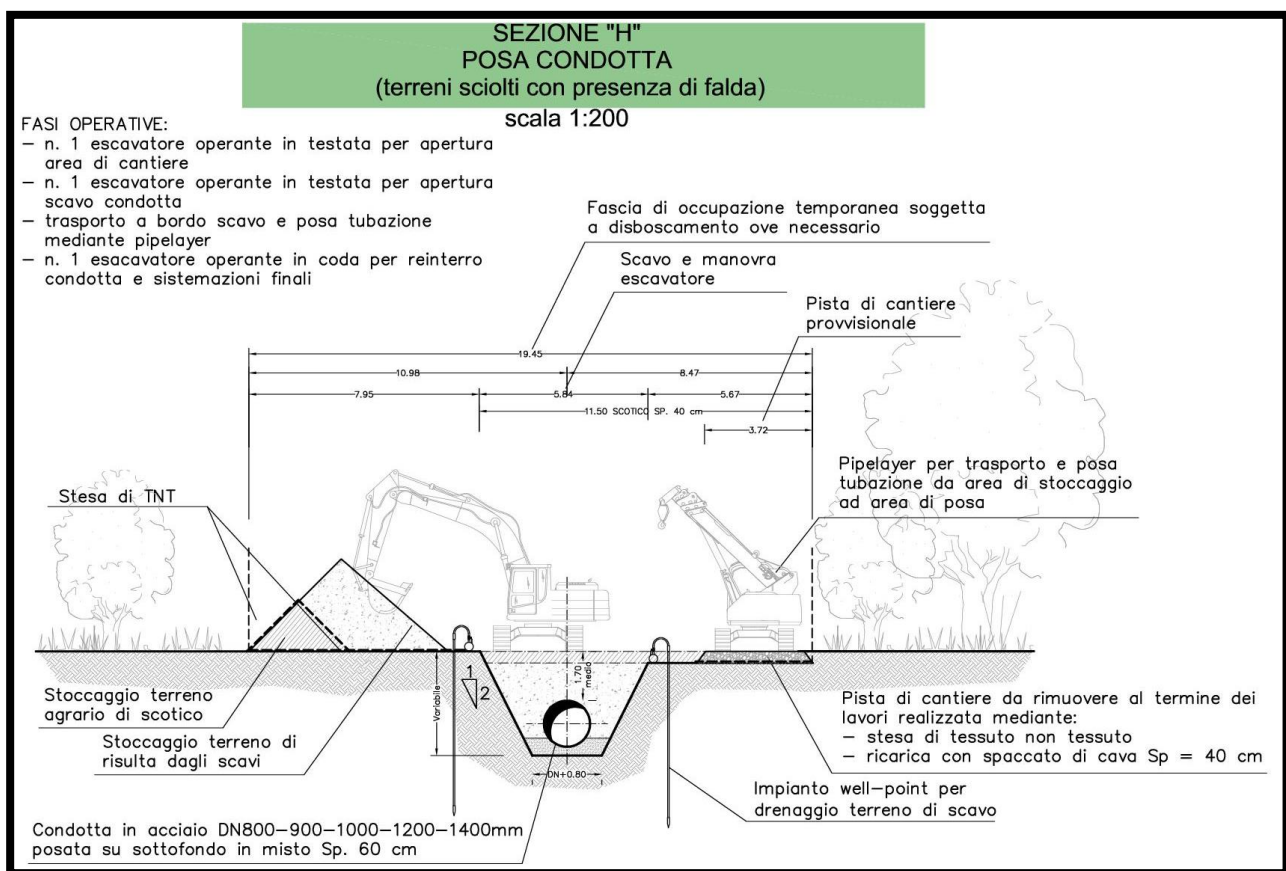 SEZIONE "H"
POSA CONDOTTA
(terreni sciolti con presenza di falda)
scala 1:200
FASI OPERATIVE:
– n. 1 escavatore operante in testata per apertura
area di cantiere
– n. 1 escavatore operante in testata per apertura
scavo condotta
– trasporto a bordo scavo e posa tubazione
mediante pipelayer
– n. 1 esacavatore operante in coda per reinterro
condotta e sistemazioni finali
Fascia di occupazione temporanea soggetta
a disboscamento ove necessario
Scavo e manovra
escavatore
Pista di cantiere
provvisionale
19.45
10.98
8.47
7.95
5.84
5.67
11.50 SCOTICO SP. 40 cm
3.72
Pipelayer per trasporto e posa
tubazione da area di stoccaggio
ad area di posa
Stesa di TNT
1
2
Variabile
1.70
medio
DN+0.80
Stoccaggio terreno
agrario di scotico
Stoccaggio terreno di
risulta dagli scavi
Pista di cantiere da rimuovere al termine dei
lavori realizzata mediante:
– stesa di tessuto non tessuto
– ricarica con spaccato di cava Sp = 40 cm
Impianto well–point per
drenaggio terreno di scavo
Condotta in acciaio DN800–900–1000–1200–1400mm
posata su sottofondo in misto Sp. 60 cm